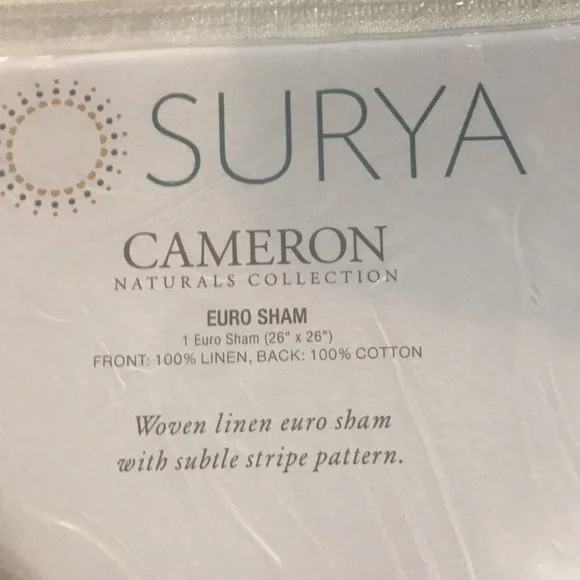 SURYA
CAMERON
NATURALS COLLECTION
EURO SHAM
1 Euro Sham (26" x 26")
FRONT: 100% LINEN, BACK: 100% COTTON
Woven linen euro sham
with subtle stripe pattern.